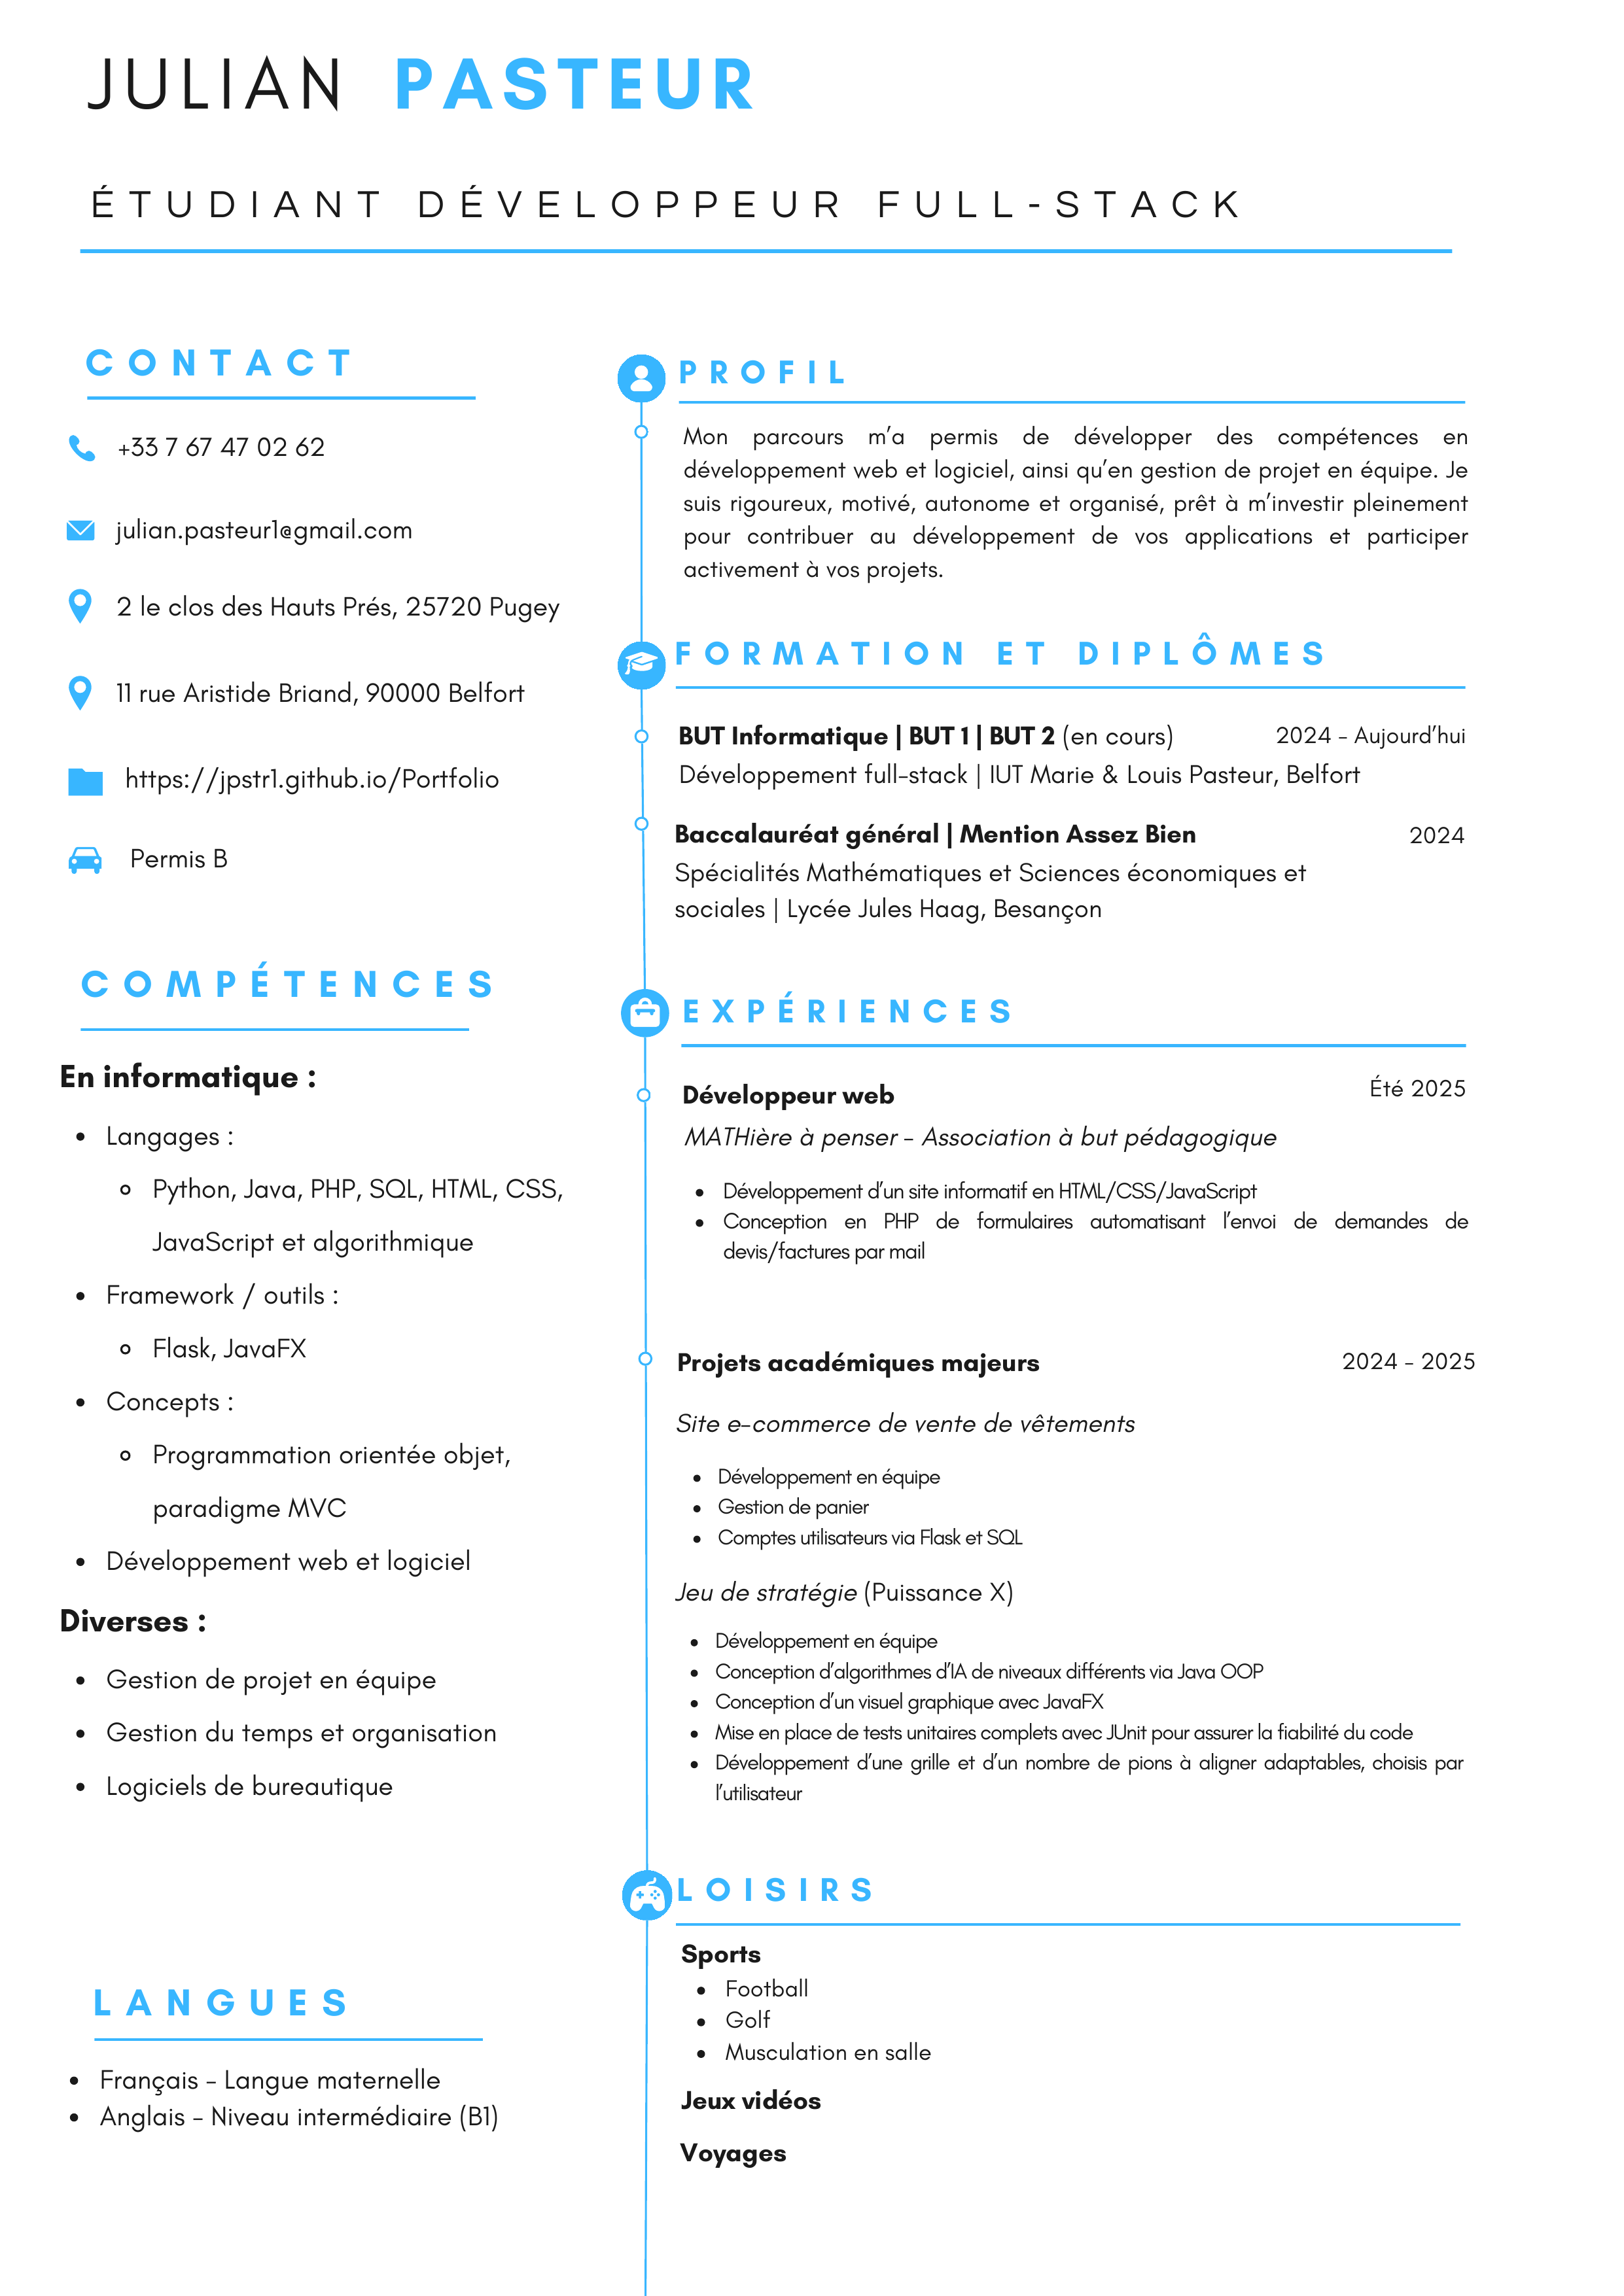 JULIAN PASTEUR
ÉTUDIANT DÉVELOPPEUR FULL-STACK
CONTACT
+33 7 67 47 02 62
julian.pasteur1@gmail.com
2 le clos des Hauts Prés, 25720 Pugey
11 rue Aristide Briand, 90000 Belfort
https://jpstr1.github.io/Portfolio
Permis B
COMPÉTENCES
En informatique :
• Langages :
Python, Java, PHP, SQL, HTML, CSS,
JavaScript et algorithmique
• Framework / outils :
Flask, JavaFX
• Concepts :
Programmation orientée objet,
paradigme MVC
• Développement web et logiciel
Diverses :
• Gestion de projet en équipe
• Gestion du temps et organisation
• Logiciels de bureautique
LANGUES
• Français - Langue maternelle
• Anglais - Niveau intermédiaire (B1)
PROFIL
Mon parcours m'a permis de développer des compétences en
développement web et logiciel, ainsi qu'en gestion de projet en équipe. Je
suis rigoureux, motivé, autonome et organisé, prêt à m'investir pleinement
pour contribuer au développement de vos applications et participer
activement à vos projets.
FORMATION ET DIPLÔMES
BUT Informatique | BUT 1 | BUT 2 (en cours) 2024 - Aujourd'hui
Développement full-stack | IUT Marie & Louis Pasteur, Belfort
Baccalauréat général | Mention Assez Bien 2024
Spécialités Mathématiques et Sciences économiques et
sociales | Lycée Jules Haag, Besançon
EXPÉRIENCES
Développeur web Été 2025
MATHière à penser - Association à but pédagogique
• Développement d'un site informatif en HTML/CSS/JavaScript
• Conception en PHP de formulaires automatisant l'envoi de demandes de
devis/factures par mail
Projets académiques majeurs 2024 - 2025
Site e-commerce de vente de vêtements
• Développement en équipe
• Gestion de panier
• Comptes utilisateurs via Flask et SQL
Jeu de stratégie (Puissance X)
• Développement en équipe
• Conception d'algorithmes d'IA de niveaux différents via Java OOP
• Conception d'un visuel graphique avec JavaFX
• Mise en place de tests unitaires complets avec JUnit pour assurer la fiabilité du code
• Développement d'une grille et d'un nombre de pions à aligner adaptables, choisis par
l'utilisateur
LOISIRS
Sports
• Football
• Golf
• Musculation en salle
Jeux vidéos
Voyages